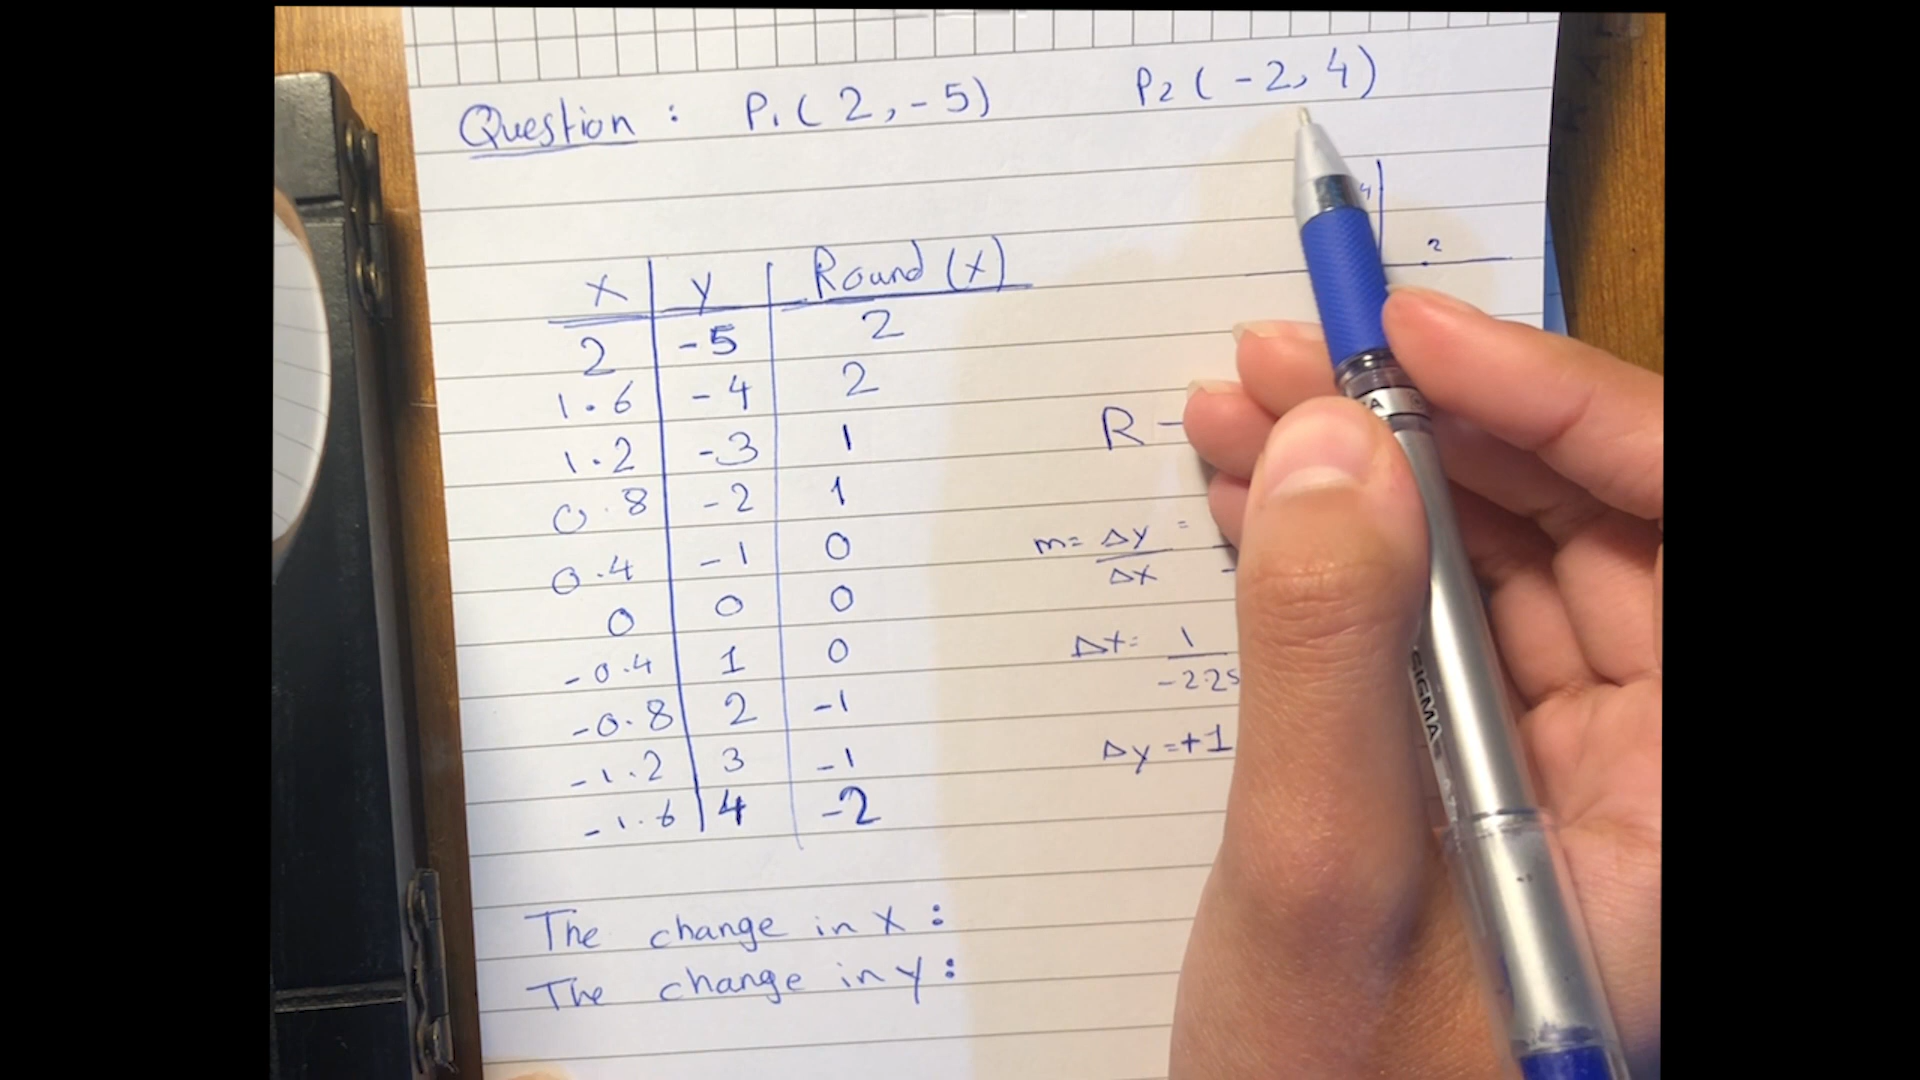 Question : P1 ( 2 , -5 ) P2 ( -2, 4 )
4
2
x y Round (x)
2 -5 2
1.6 -4 2
1.2 -3 1
0.8 -2 1
0.4 -1 0
0 0 0
-0.4 1 0
-0.8 2 -1
-1.2 3 -1
-1.6 4 -2
R -
m = Δy =
Δx
Δx = 1
-2.25
Δy = +1
The change in x :
The change in y :
SIGMA